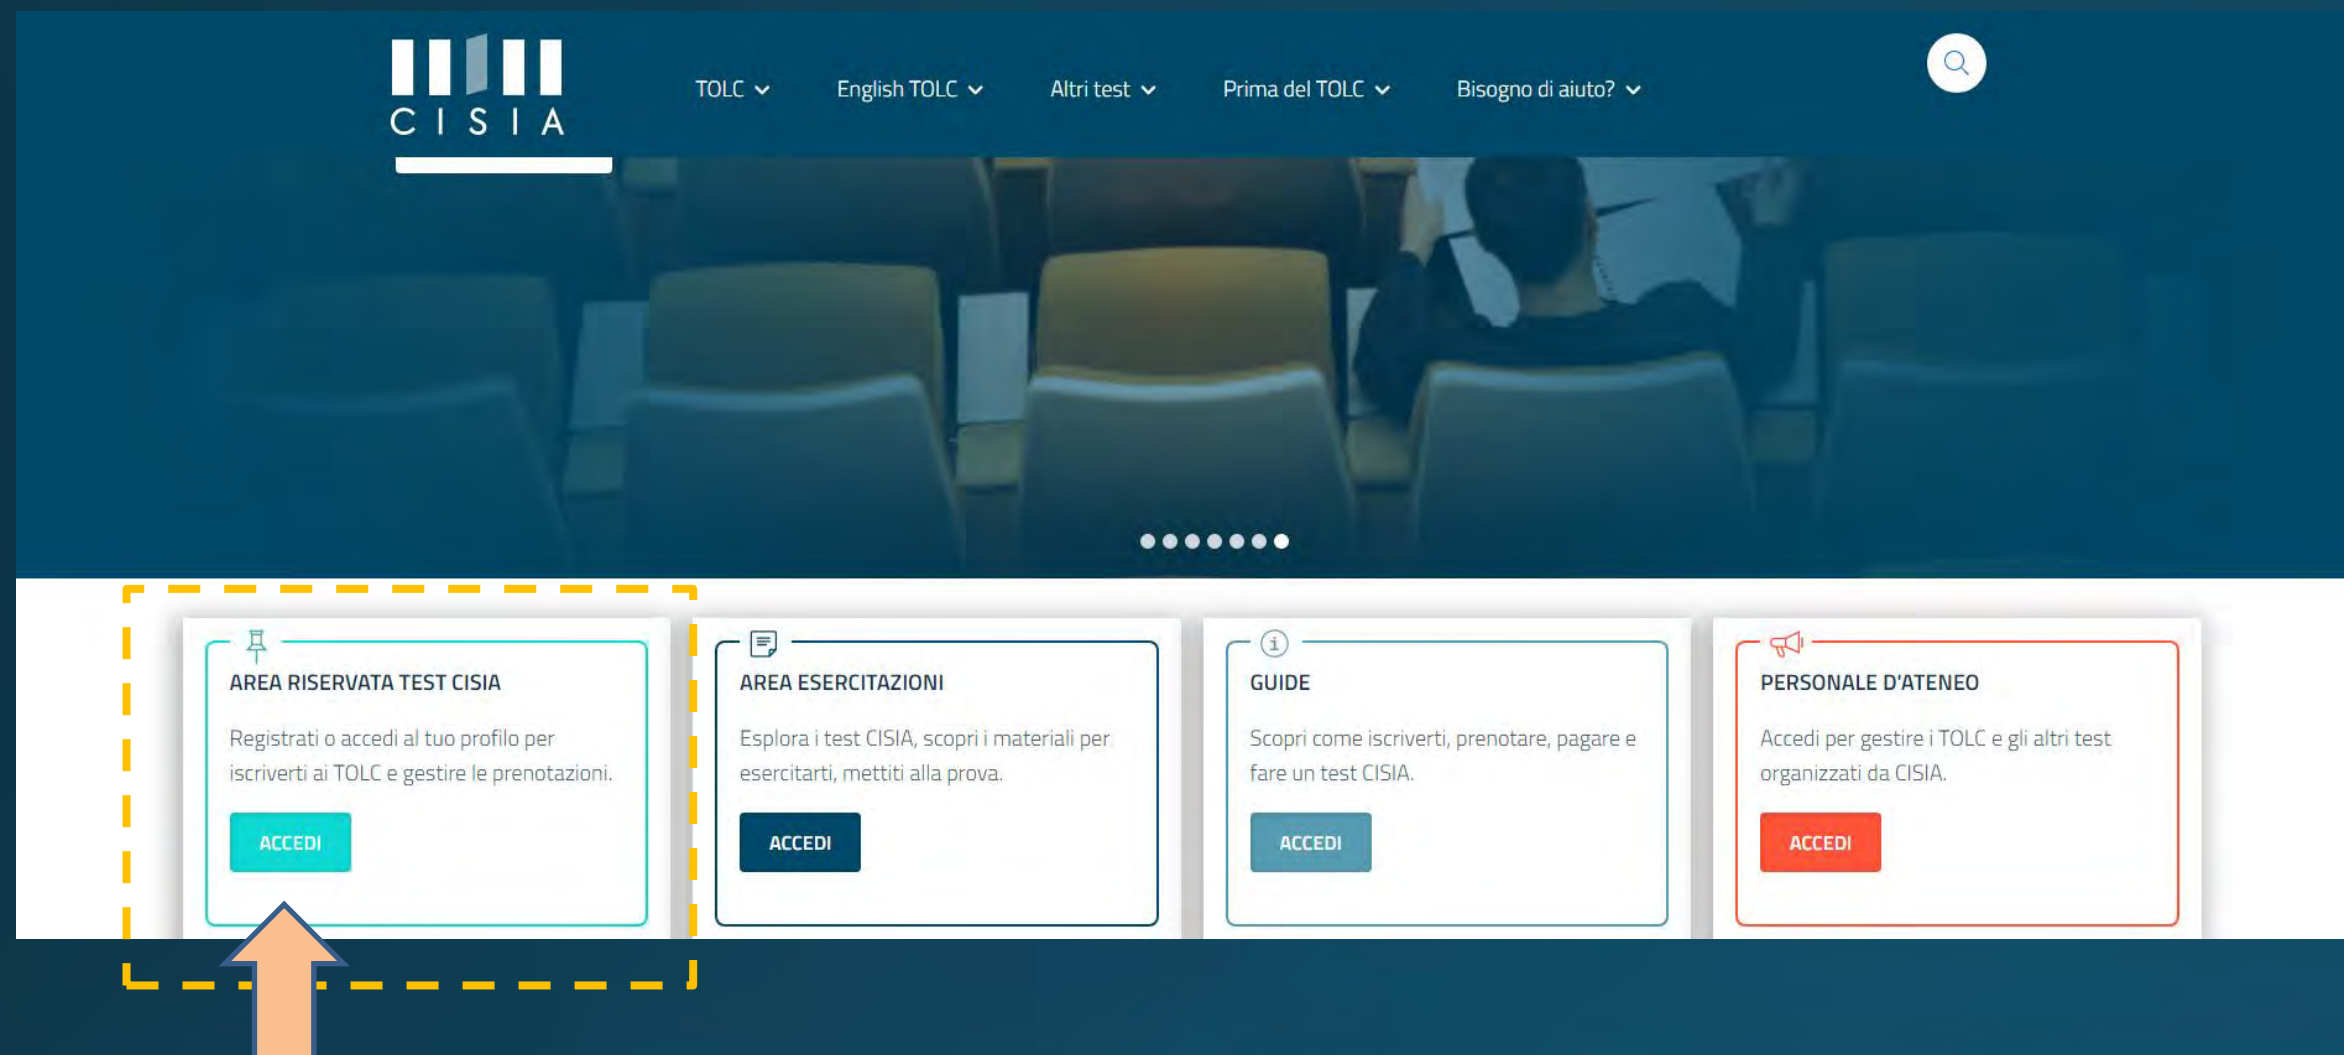 CISIA
TOLC
English TOLC
Altri test
Prima del TOLC
Bisogno di aiuto?
AREA RISERVATA TEST CISIA
Registrati o accedi al tuo profilo per
iscriverti ai TOLC e gestire le prenotazioni.
ACCEDI
AREA ESERCITAZIONI
Esplora i test CISIA, scopri i materiali per
esercitarti, mettiti alla prova.
ACCEDI
GUIDE
Scopri come iscriverti, prenotare, pagare e
fare un test CISIA.
ACCEDI
PERSONALE D'ATENEO
Accedi per gestire i TOLC e gli altri test
organizzati da CISIA.
ACCEDI